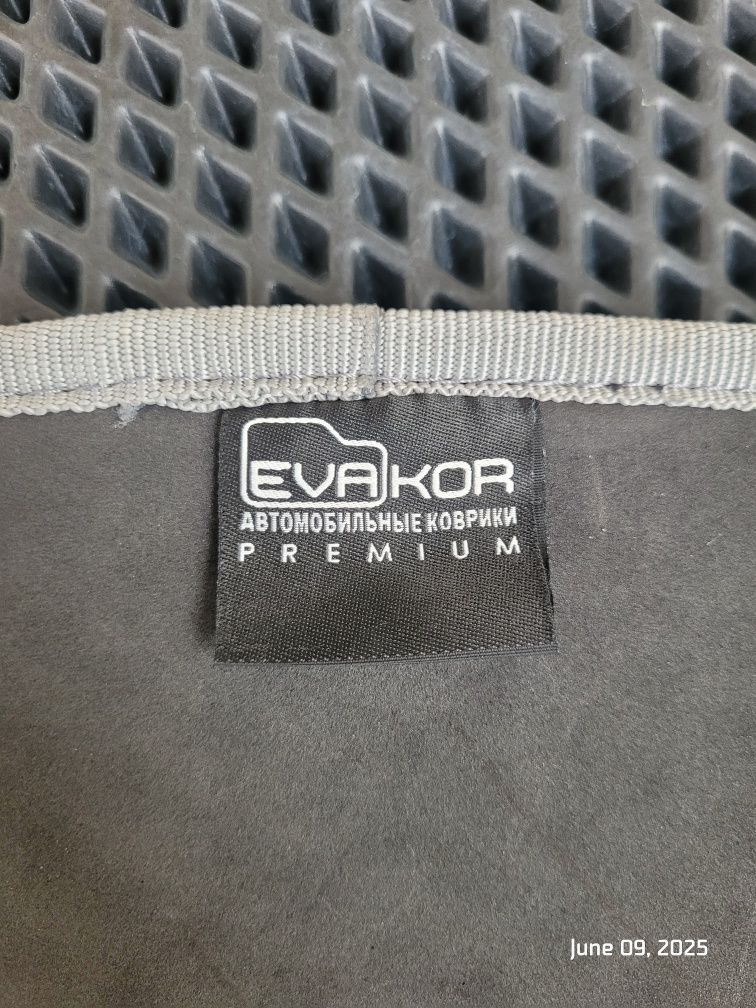 EVAKOR
АВТОМОБИЛЬНЫЕ КОВРИКИ
PREMIUM
June 09, 2025